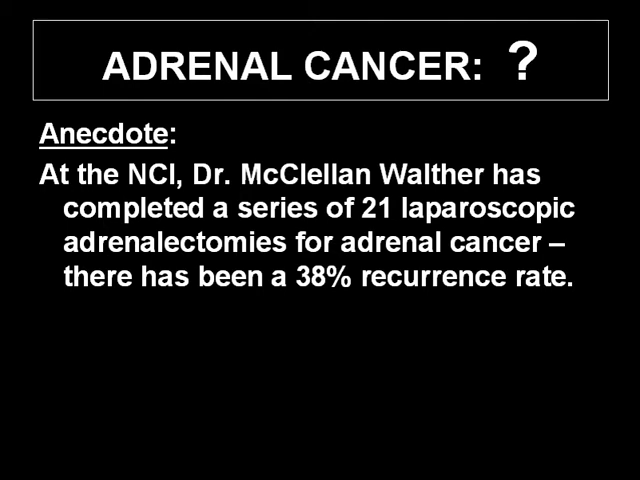 ADRENAL CANCER: ?
Anecdote:
At the NCI, Dr. McClellan Walther has
completed a series of 21 laparoscopic
adrenalectomies for adrenal cancer –
there has been a 38% recurrence rate.